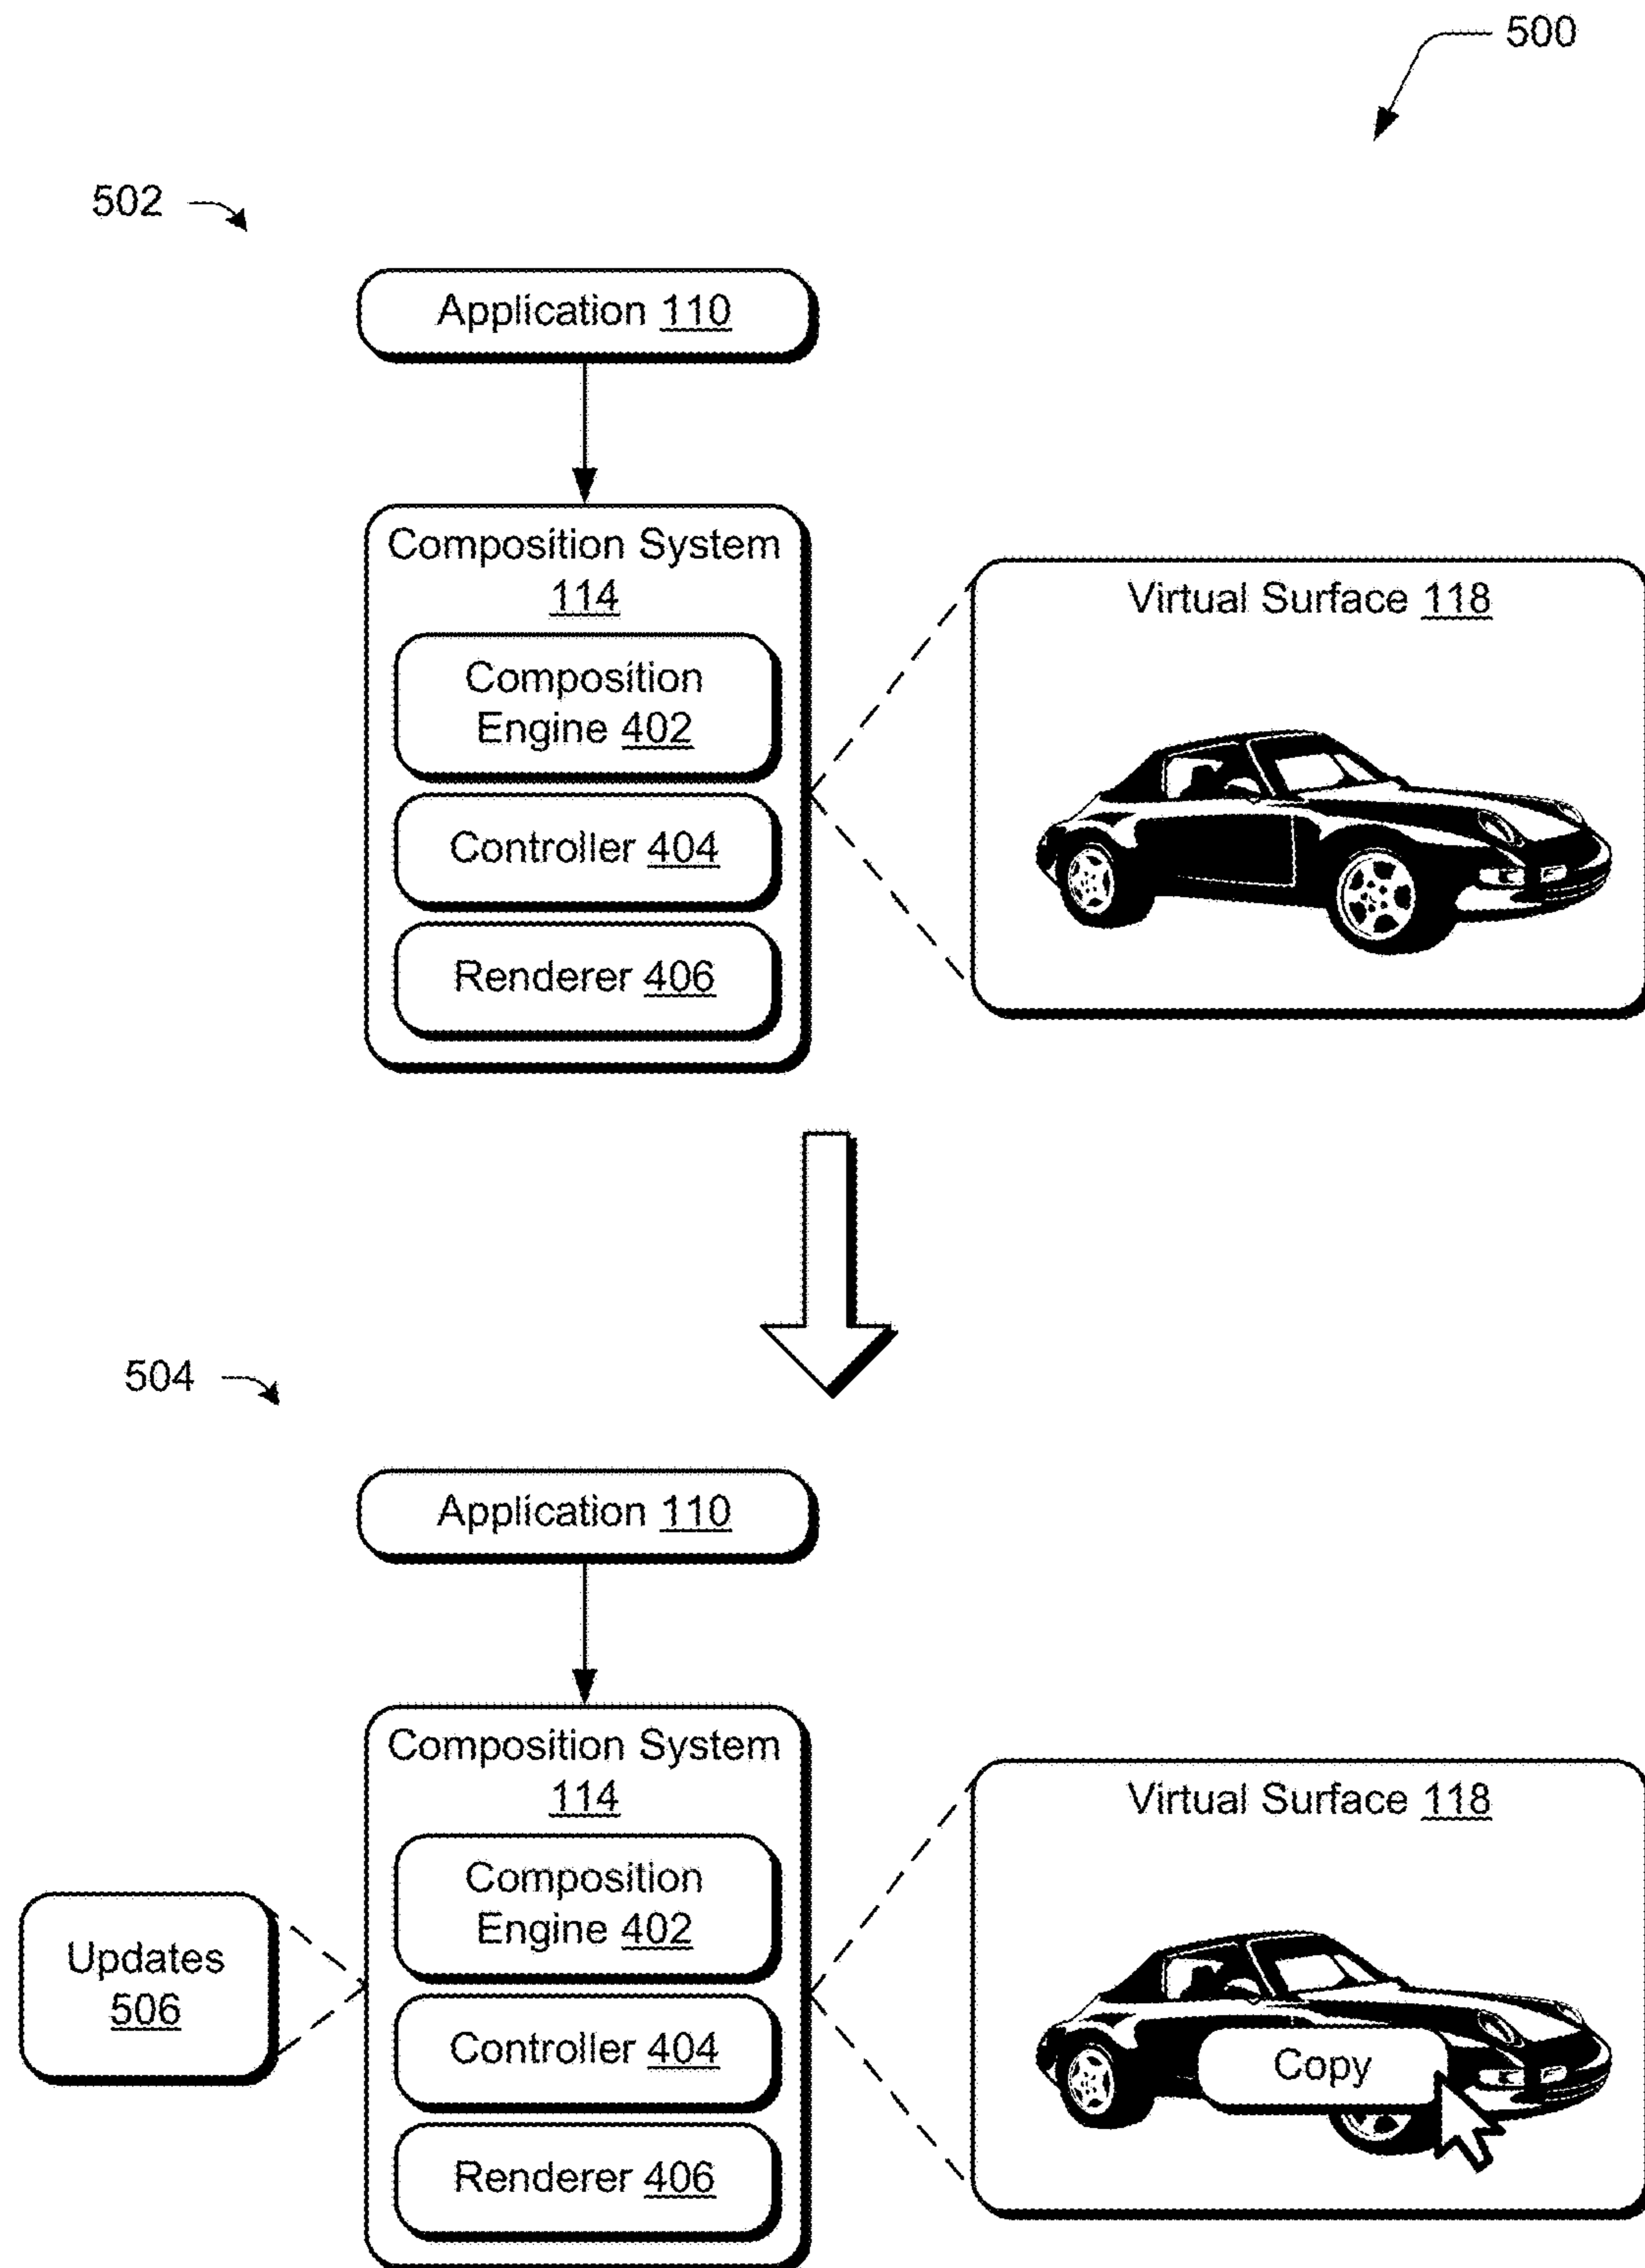 500
502
Application 110
Composition System
114
Virtual Surface 118
Composition
Engine 402
Controller 404
Renderer 406
504
Application 110
Composition System
114
Virtual Surface 118
Composition
Engine 402
Updates
506
Controller 404
Copy
Renderer 406